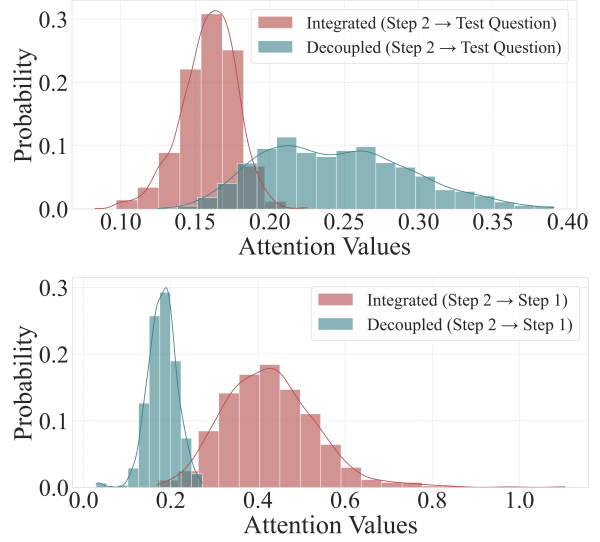 0.3
0.2
0.1
0.0
Probability
Integrated (Step 2 → Test Question)
Decoupled (Step 2 → Test Question)
0.10 0.15 0.20 0.25 0.30 0.35 0.40
Attention Values
0.3
0.2
0.1
0.0
Probability
Integrated (Step 2 → Step 1)
Decoupled (Step 2 → Step 1)
0.0 0.2 0.4 0.6 0.8 1.0
Attention Values